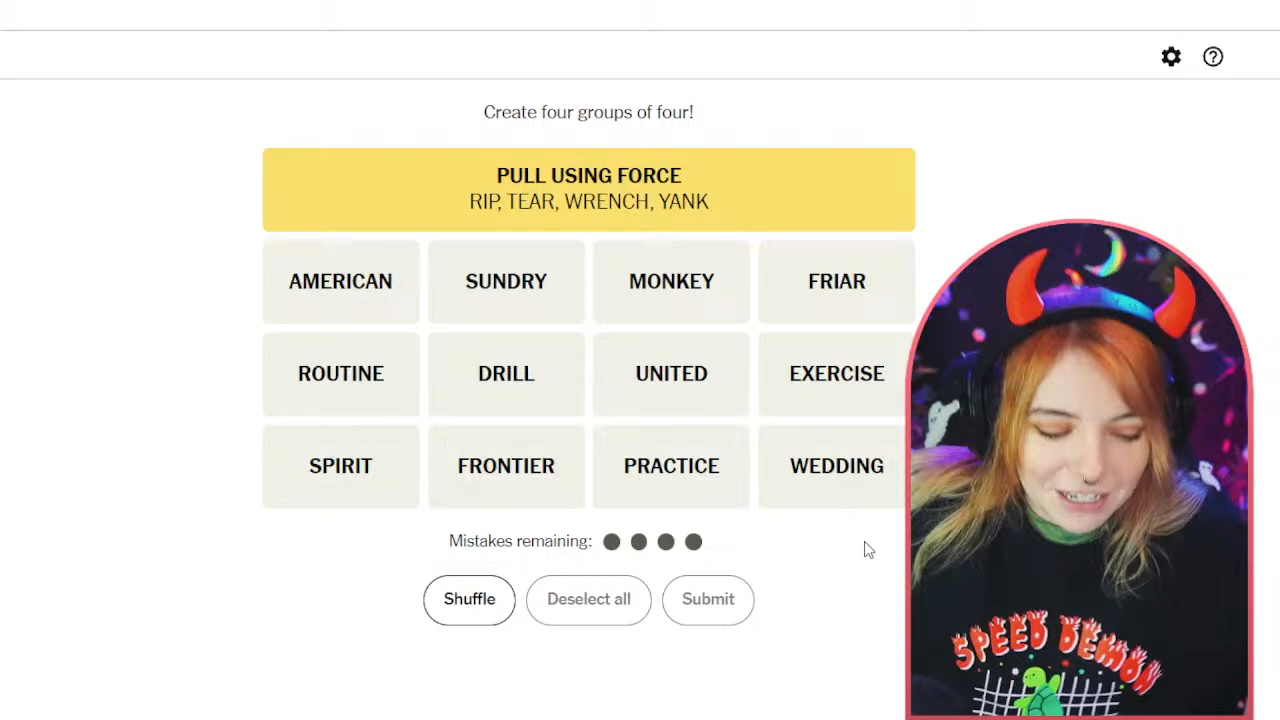 Create four groups of four!
PULL USING FORCE
RIP, TEAR, WRENCH, YANK
AMERICAN SUNDRY MONKEY FRIAR
ROUTINE DRILL UNITED EXERCISE
SPIRIT FRONTIER PRACTICE WEDDING
Mistakes remaining:
Shuffle Deselect all Submit
SPEED DEMON